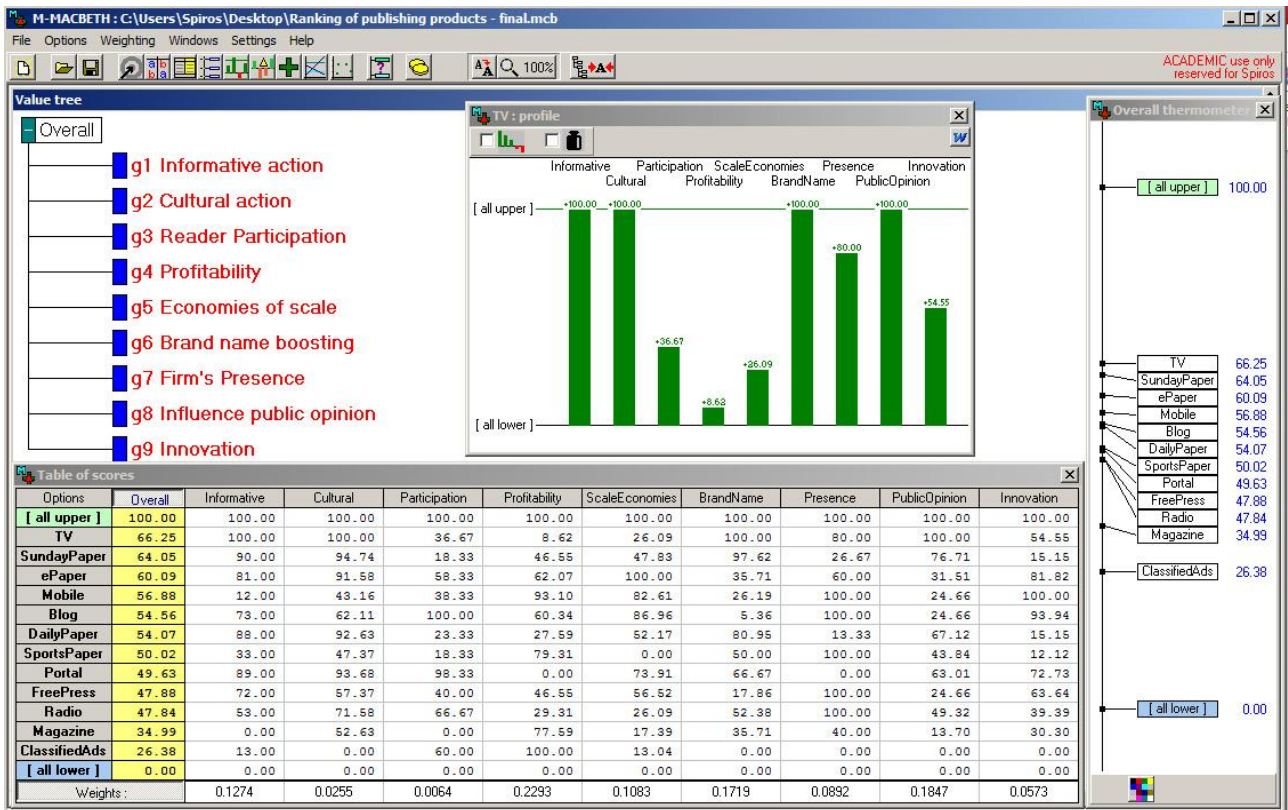 M-MACBETH : C:\Users\Spiros\Desktop\Ranking of publishing products - final.mcb
File Options Weighting Windows Settings Help
100%
ACADEMIC use only
reserved for Spiros
Value tree
Overall
g1 Informative action
g2 Cultural action
g3 Reader Participation
g4 Profitability
g5 Economies of scale
g6 Brand name boosting
g7 Firm's Presence
g8 Influence public opinion
g9 Innovation
TV : profile
Informative Participation ScaleEconomies Presence Innovation
Cultural Profitability BrandName PublicOpinion
[ all upper ] +100.00 +100.00 +100.00 +100.00
+80.00
+54.55
+36.67
+26.09
+8.62
[ all lower ]
Overall thermometer
[ all upper ] 100.00
TV 66.25
SundayPaper 64.05
ePaper 60.09
Mobile 56.88
Blog 54.56
DailyPaper 54.07
SportsPaper 50.02
Portal 49.63
FreePress 47.88
Radio 47.84
Magazine 34.99
ClassifiedAds 26.38
[ all lower ] 0.00
Table of scores
Options Overall Informative Cultural Participation Profitability ScaleEconomies BrandName Presence PublicOpinion Innovation
[ all upper ] 100.00 100.00 100.00 100.00 100.00 100.00 100.00 100.00 100.00 100.00
TV 66.25 100.00 100.00 36.67 8.62 26.09 100.00 80.00 100.00 54.55
SundayPaper 64.05 90.00 94.74 18.33 46.55 47.83 97.62 26.67 76.71 15.15
ePaper 60.09 81.00 91.58 58.33 62.07 100.00 35.71 60.00 31.51 81.82
Mobile 56.88 12.00 43.16 38.33 93.10 82.61 26.19 100.00 24.66 100.00
Blog 54.56 73.00 62.11 100.00 60.34 86.96 5.36 100.00 24.66 93.94
DailyPaper 54.07 88.00 92.63 23.33 27.59 52.17 80.95 13.33 67.12 15.15
SportsPaper 50.02 33.00 47.37 18.33 79.31 0.00 50.00 100.00 43.84 12.12
Portal 49.63 89.00 93.68 98.33 0.00 73.91 66.67 0.00 63.01 72.73
FreePress 47.88 72.00 57.37 40.00 46.55 56.52 17.86 100.00 24.66 63.64
Radio 47.84 53.00 71.58 66.67 29.31 26.09 52.38 100.00 49.32 39.39
Magazine 34.99 0.00 52.63 0.00 77.59 17.39 35.71 40.00 13.70 30.30
ClassifiedAds 26.38 13.00 0.00 60.00 100.00 13.04 0.00 0.00 0.00 0.00
[ all lower ] 0.00 0.00 0.00 0.00 0.00 0.00 0.00 0.00 0.00 0.00
Weights : 0.1274 0.0255 0.0064 0.2293 0.1083 0.1719 0.0892 0.1847 0.0573